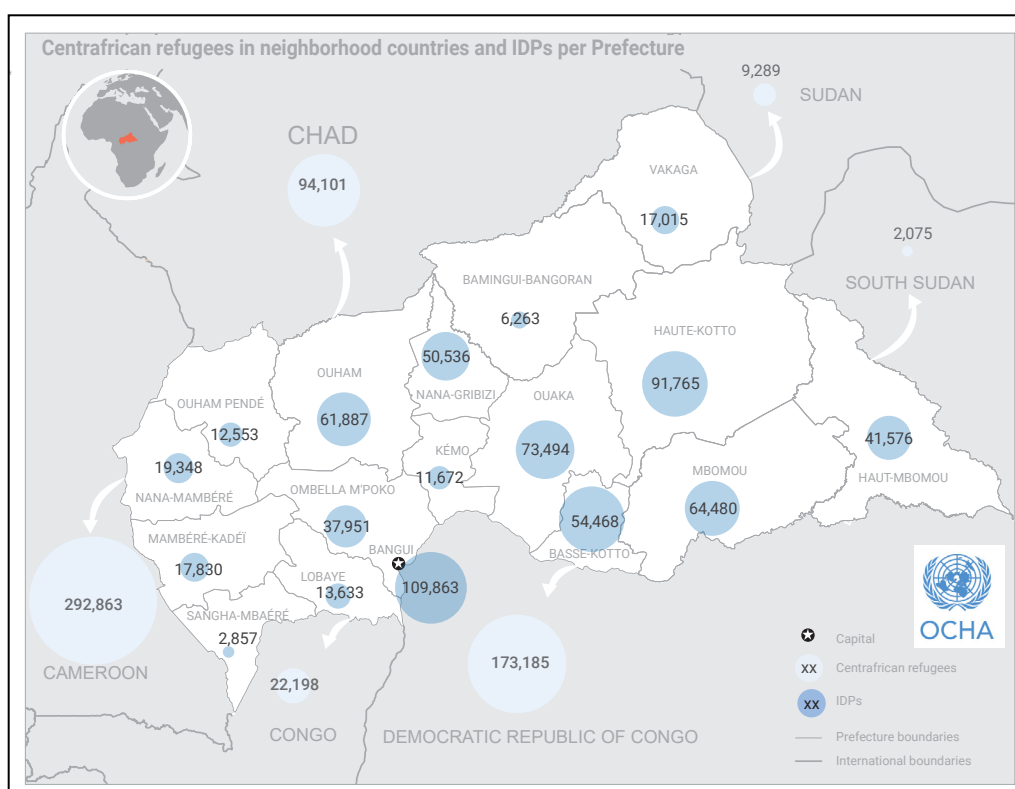 Centrafrican refugees in neighborhood countries and IDPs per Prefecture
9,289
SUDAN
CHAD
94,101
VAKAGA
17,015
2,075
SOUTH SUDAN
BAMINGUI-BANGORAN
6,263
HAUTE-KOTTO
91,765
50,536
NANA-GRIBIZI
OUHAM
61,887
OUAKA
73,494
OUHAM PENDÉ
12,553
19,348
NANA-MAMBÉRÉ
KÉMO
11,672
41,576
HAUT-MBOMOU
MBOMOU
64,480
OMBELLA M'POKO
37,951
54,468
BASSE-KOTTO
MAMBÉRÉ-KADEÏ
17,830
BANGUI
109,863
LOBAYE
13,633
292,863
CAMEROON
SANGHA-MBAÉRÉ
2,857
22,198
CONGO
173,185
DEMOCRATIC REPUBLIC OF CONGO
OCHA
Capital
XX Centrafrican refugees
XX IDPs
Prefecture boundaries
International boundaries